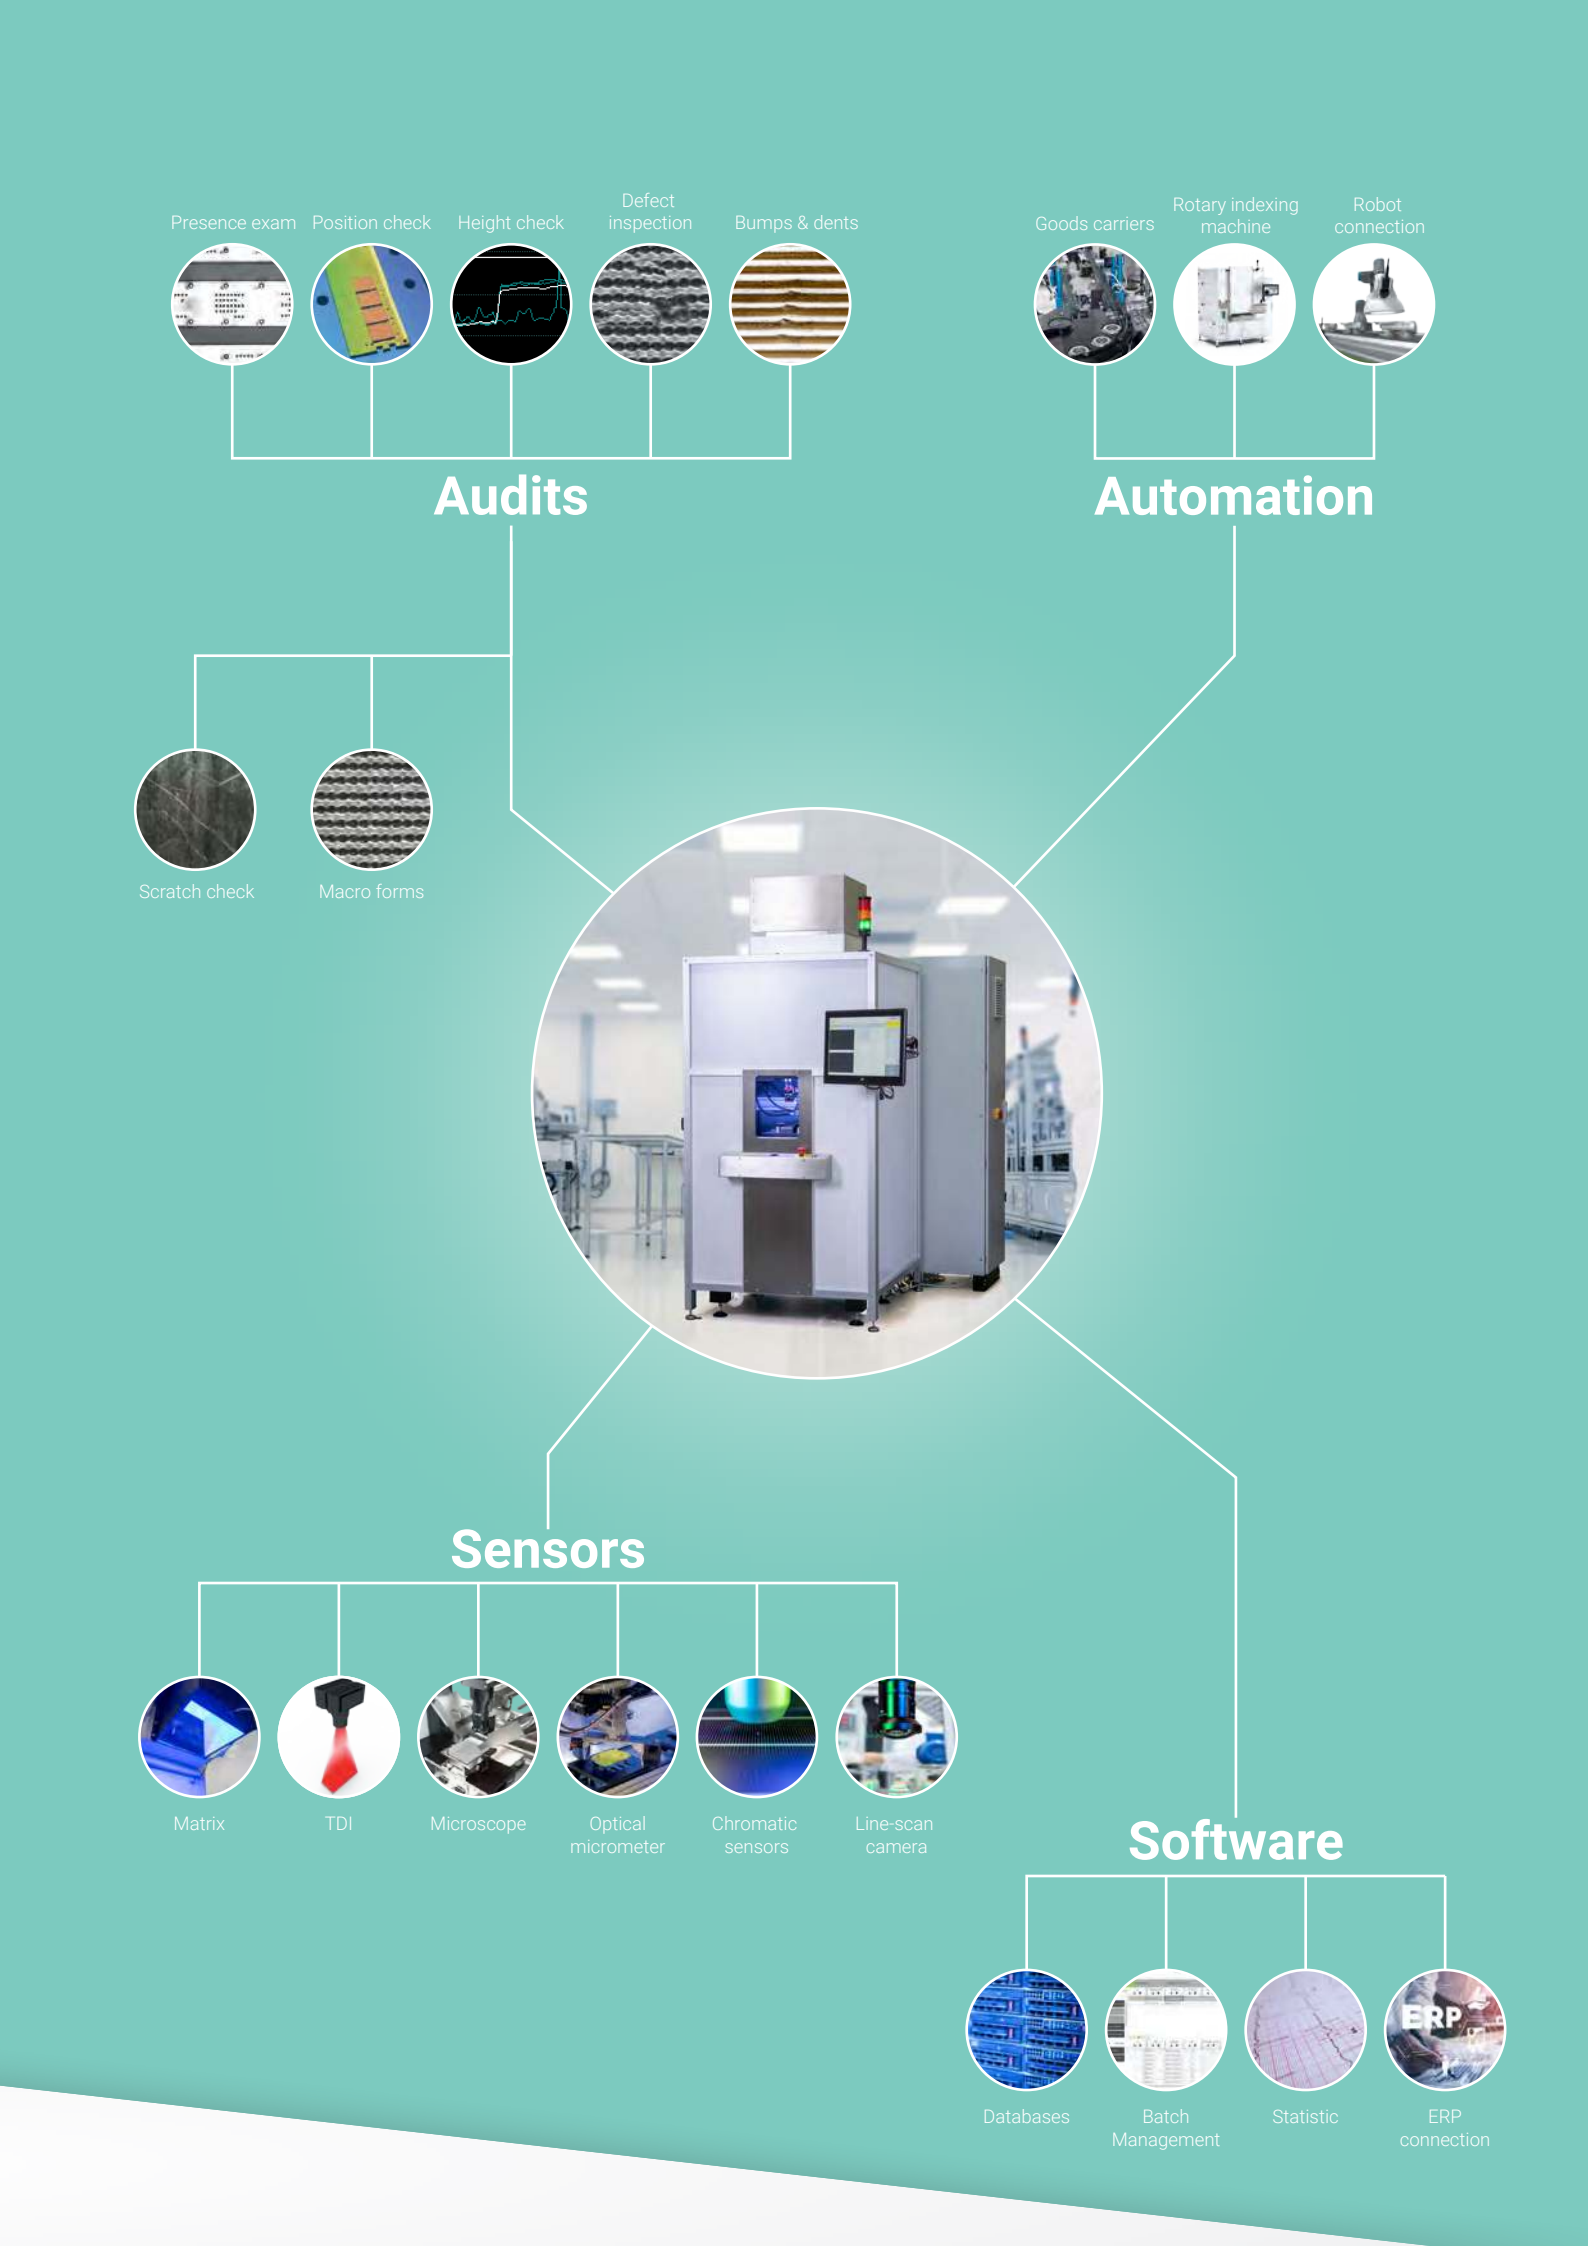 Presence exam
Position check
Height check
Defect
inspection
Bumps & dents
Goods carriers
Rotary indexing
machine
Robot
connection
Audits
Automation
Scratch check
Macro forms
Sensors
Matrix
TDI
Microscope
Optical
micrometer
Chromatic
sensors
Line-scan
camera
Software
ERP
Databases
Batch
Management
Statistic
ERP
connection